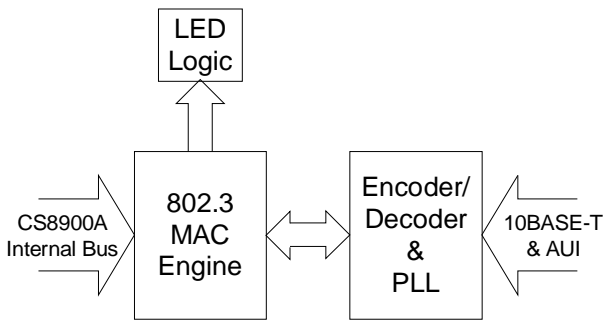 LED
Logic
CS8900A
Internal Bus
802.3
MAC
Engine
Encoder/
Decoder
&
PLL
10BASE-T
& AUI